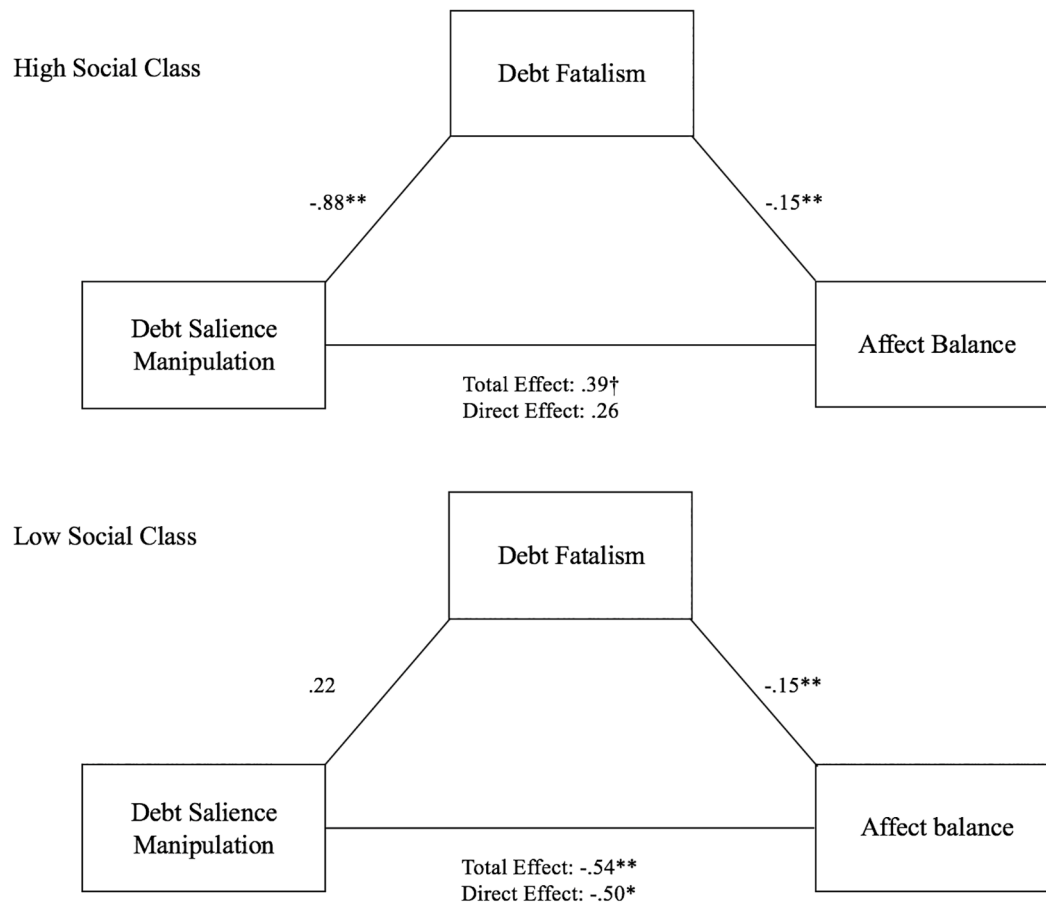 High Social Class
Debt Fatalism
-.88**
-.15**
Debt Salience
Manipulation
Affect Balance
Total Effect: .39†
Direct Effect: .26
Low Social Class
Debt Fatalism
.22
-.15**
Debt Salience
Manipulation
Affect balance
Total Effect: -.54**
Direct Effect: -.50*